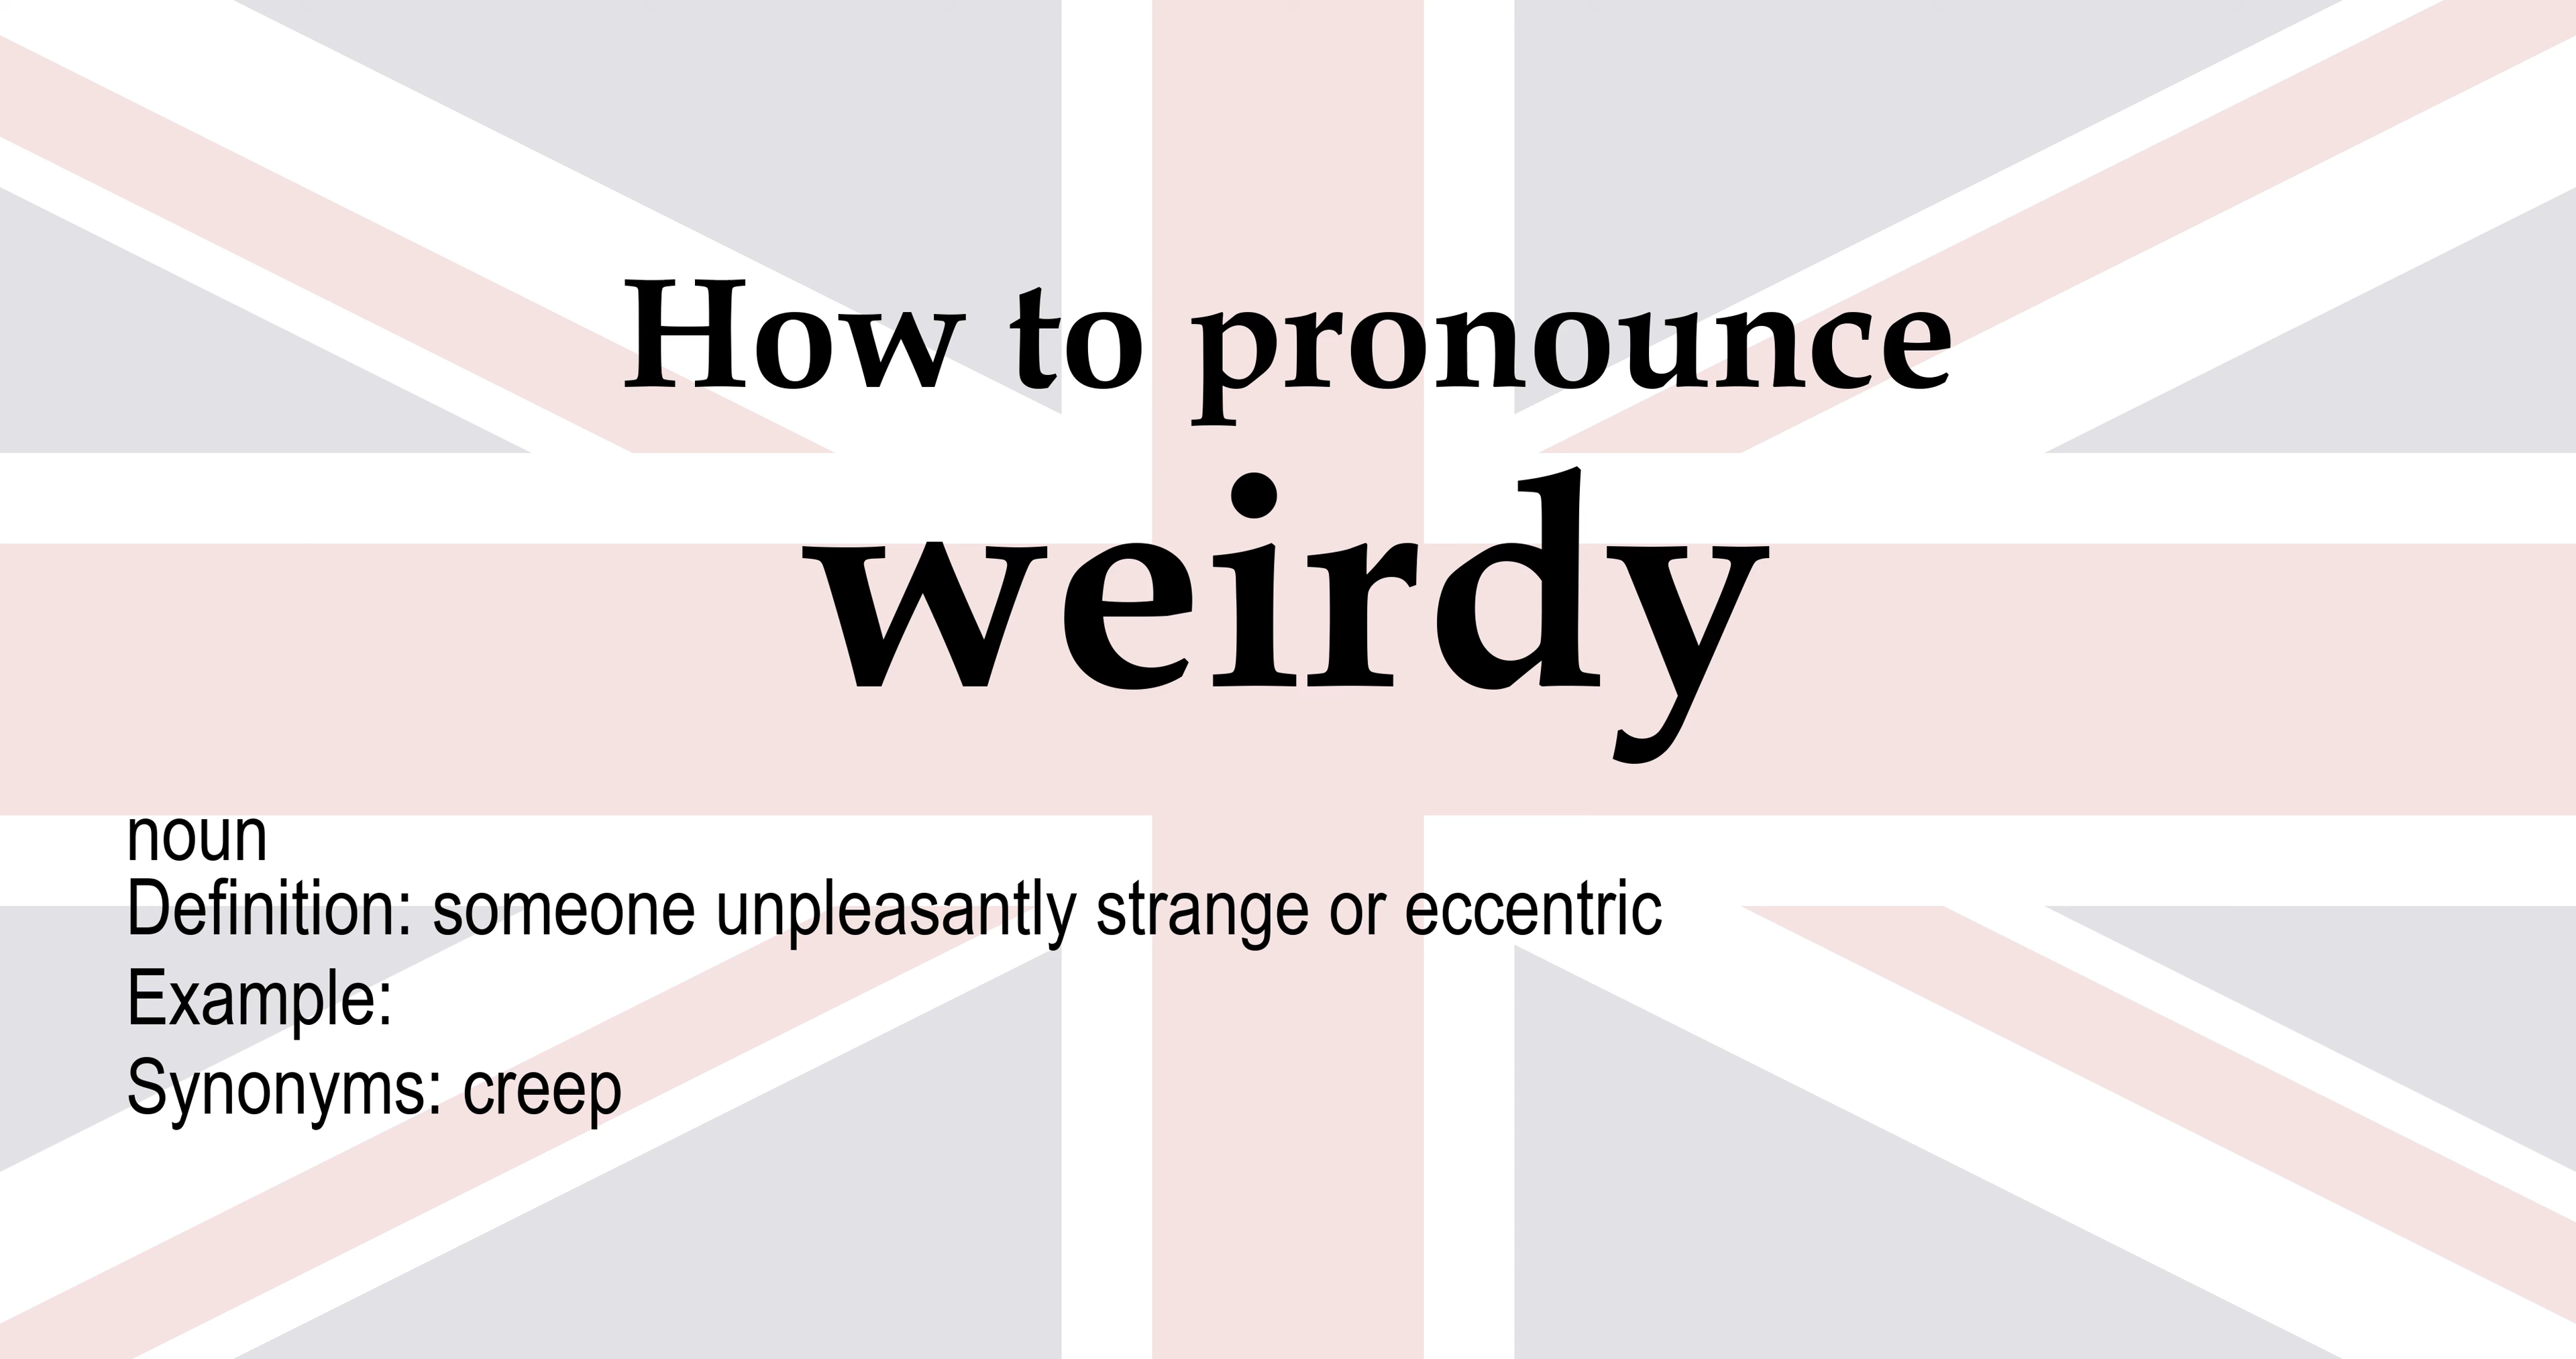 How to pronounce
weirdy
noun
Definition: someone unpleasantly strange or eccentric
Example:
Synonyms: creep